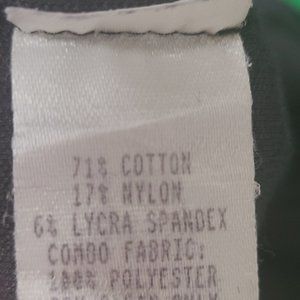 71% COTTON
17% NYLON
6% LYCRA SPANDEX
COMBO FABRIC:
100% POLYESTER